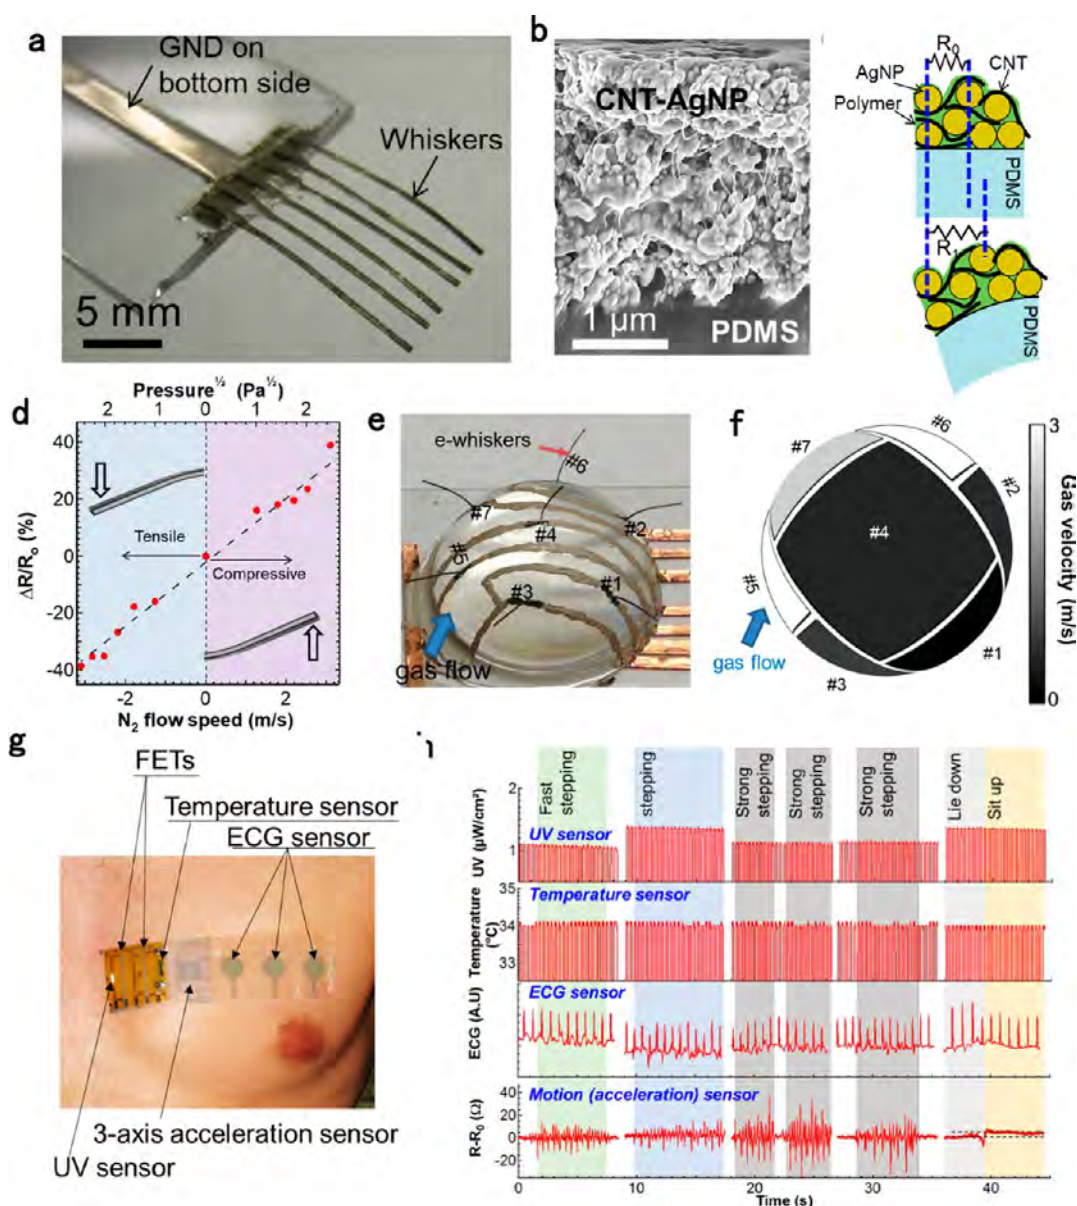 a
GND on
bottom side
Whiskers
5 mm
b
CNT-AgNP
1 μm
PDMS
R₀
AgNP
CNT
Polymer
PDMS
R
PDMS
d
Pressure^½ (Pa^½)
2 1 0 1 2
40
20
0
-20
-40
ΔR/Rₒ (%)
Tensile
Compressive
-2 0 2
N₂ flow speed (m/s)
e
e-whiskers
#6
#7
#4
#2
#5
#3
#1
gas flow
f
#7
#6
#2
#4
#5
#1
#3
gas flow
3
0
Gas velocity (m/s)
g
FETs
Temperature sensor
ECG sensor
3-axis acceleration sensor
UV sensor
Fast
stepping
stepping
Strong
stepping
Strong
stepping
Strong
stepping
Lie down
Sit up
2
1
UV (μW/cm²)
UV sensor
35
34
33
Temperature
(°C)
Temperature sensor
ECG (A.U)
ECG sensor
40
20
0
-20
R-R₀ (Ω)
Motion (acceleration) sensor
0 10 20 30 40
Time (s)